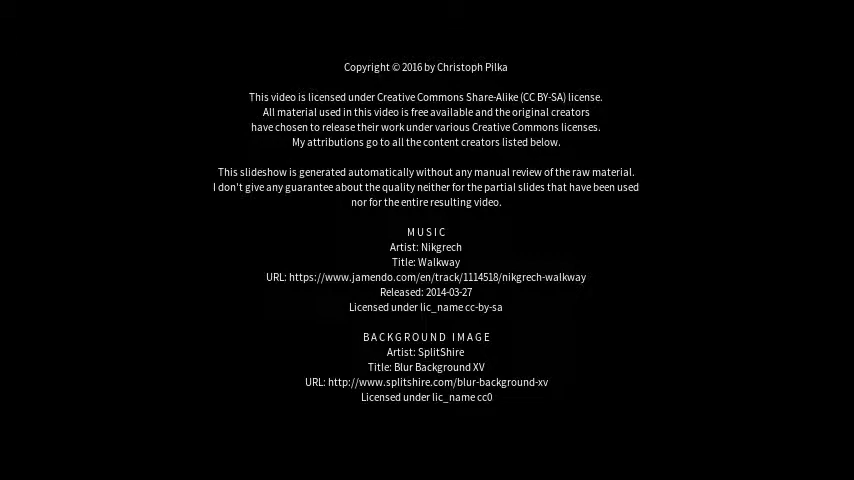 Copyright © 2016 by Christoph Pilka
This video is licensed under Creative Commons Share-Alike (CC BY-SA) license.
All material used in this video is free available and the original creators
have chosen to release their work under various Creative Commons licenses.
My attributions go to all the content creators listed below.
This slideshow is generated automatically without any manual review of the raw material.
I don't give any guarantee about the quality neither for the partial slides that have been used
nor for the entire resulting video.
M U S I C
Artist: Nikgrech
Title: Walkway
URL: https://www.jamendo.com/en/track/1114518/nikgrech-walkway
Released: 2014-03-27
Licensed under lic_name cc-by-sa
B A C K G R O U N D   I M A G E
Artist: SplitShire
Title: Blur Background XV
URL: http://www.splitshire.com/blur-background-xv
Licensed under lic_name cc0